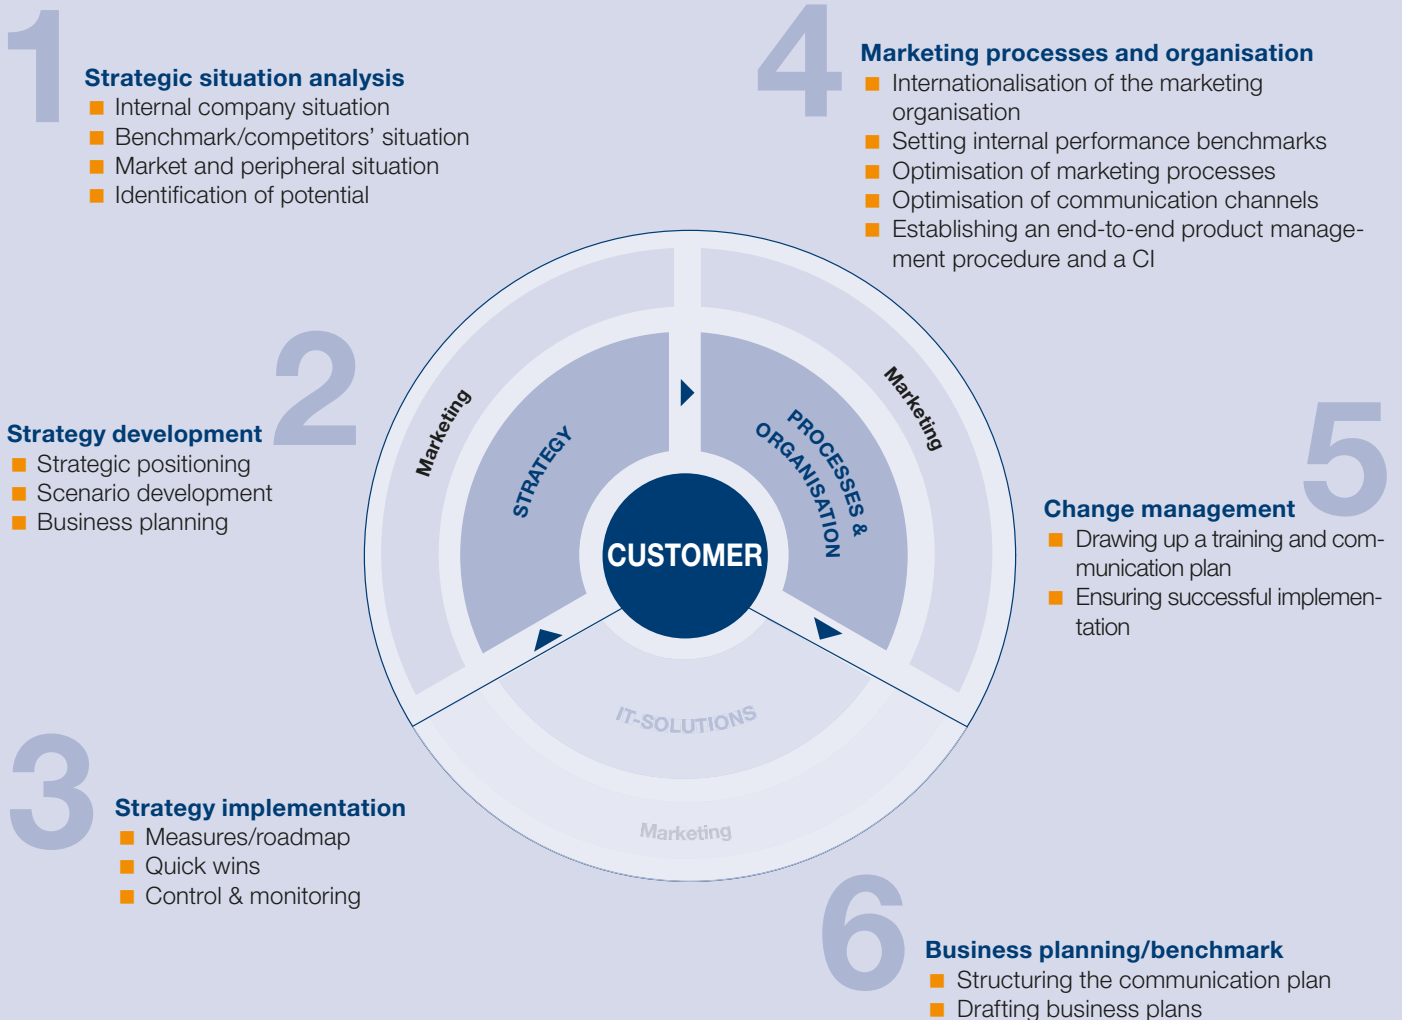 1
Strategic situation analysis
■ Internal company situation
■ Benchmark/competitors’ situation
■ Market and peripheral situation
■ Identification of potential
2
Strategy development
■ Strategic positioning
■ Scenario development
■ Business planning
3
Strategy implementation
■ Measures/roadmap
■ Quick wins
■ Control & monitoring
4
Marketing processes and organisation
■ Internationalisation of the marketing
organisation
■ Setting internal performance benchmarks
■ Optimisation of marketing processes
■ Optimisation of communication channels
■ Establishing an end-to-end product manage-
ment procedure and a CI
5
Change management
■ Drawing up a training and com-
munication plan
■ Ensuring successful implemen-
tation
6
Business planning/benchmark
■ Structuring the communication plan
■ Drafting business plans
Marketing
STRATEGY
Marketing
PROCESSES &
ORGANISATION
CUSTOMER
IT-SOLUTIONS
Marketing